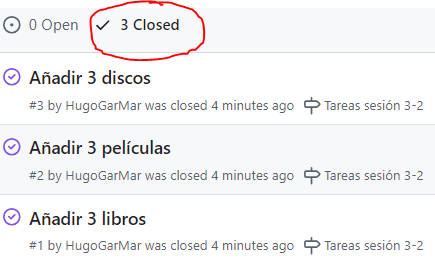 0 Open 3 Closed
Añadir 3 discos
#3 by HugoGarMar was closed 4 minutes ago Tareas sesión 3-2
Añadir 3 películas
#2 by HugoGarMar was closed 4 minutes ago Tareas sesión 3-2
Añadir 3 libros
#1 by HugoGarMar was closed 4 minutes ago Tareas sesión 3-2